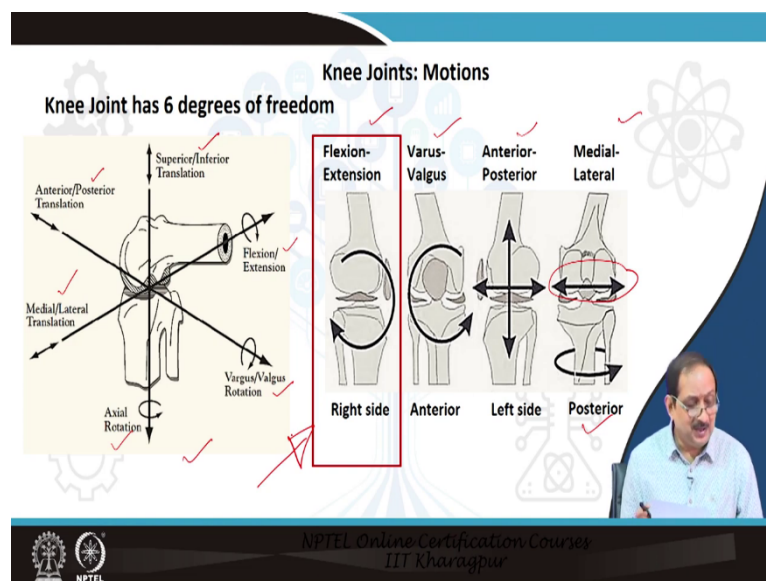 Knee Joints: Motions
Knee Joint has 6 degrees of freedom
Superior/Inferior
Translation
Anterior/Posterior
Translation
Flexion/
Extension
Medial/Lateral
Translation
Vargus/Valgus
Rotation
Axial
Rotation
Flexion-
Extension
Varus-
Valgus
Anterior-
Posterior
Medial-
Lateral
Right side
Anterior
Left side
Posterior
NPTEL Online Certification Courses
IIT Kharagpur
NPTEL